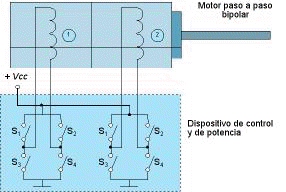 Motor paso a paso
bipolar
1
2
+ Vcc
S1
S2
S1
S2
Dispositivo de control
y de potencia
S3
S4
S3
S4